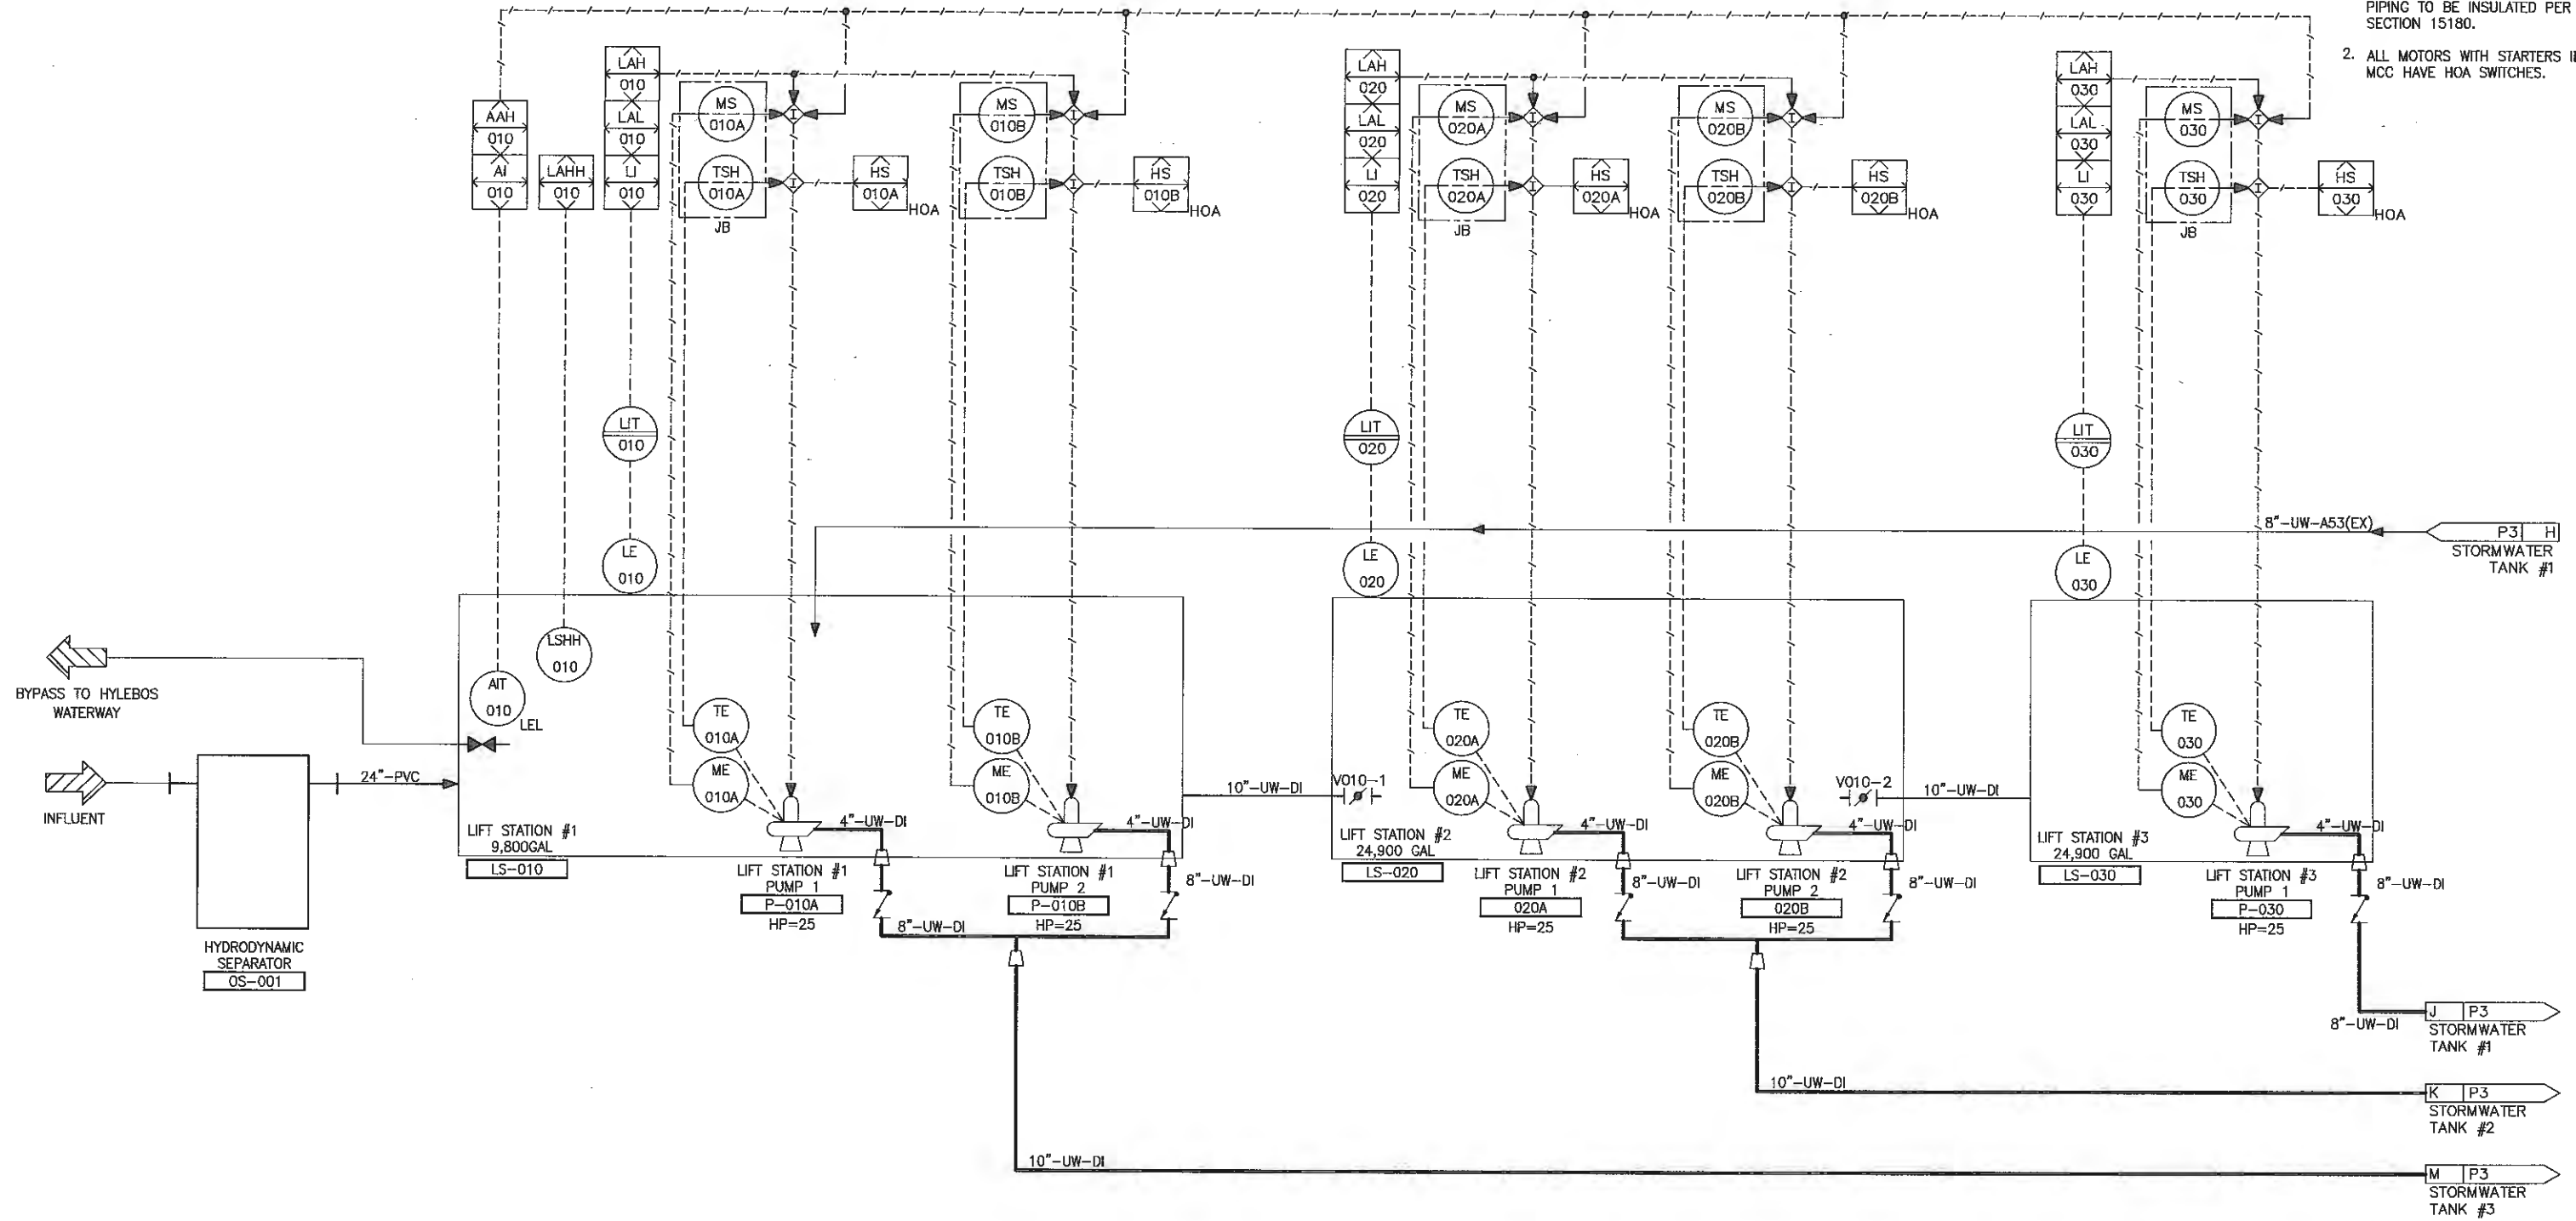 PIPING TO BE INSULATED PER
SECTION 15180.
2. ALL MOTORS WITH STARTERS I
MCC HAVE HOA SWITCHES.
AAH
010
AI
010
LAHH
010
LAH
010
LAL
010
LI
010
MS
010A
TSH
010A
JB
HS
010A
HOA
MS
010B
TSH
010B
HS
010B
HOA
LAH
020
LAL
020
LI
020
MS
020A
TSH
020A
JB
HS
020A
HOA
MS
020B
TSH
020B
HS
020B
HOA
LAH
030
LAL
030
LI
030
MS
030
TSH
030
JB
HS
030
HOA
I
I
I
I
I
I
I
I
I
I
LIT
010
LIT
020
LIT
030
LE
010
LE
020
LE
030
8"-UW-A53(EX)
P3 H
STORMWATER
TANK #1
BYPASS TO HYLEBOS
WATERWAY
INFLUENT
24"-PVC
HYDRODYNAMIC
SEPARATOR
OS-001
LSHH
010
AIT
010
LEL
TE
010A
ME
010A
TE
010B
ME
010B
LIFT STATION #1
9,800GAL
LS-010
4"-UW-DI
LIFT STATION #1
PUMP 1
P-010A
HP=25
8"-UW-DI
4"-UW-DI
LIFT STATION #1
PUMP 2
P-010B
HP=25
8"-UW-DI
10"-UW-DI
V010-1
TE
020A
ME
020A
TE
020B
ME
020B
LIFT STATION #2
24,900 GAL
LS-020
4"-UW-DI
LIFT STATION #2
PUMP 1
020A
HP=25
8"-UW-DI
4"-UW-DI
LIFT STATION #2
PUMP 2
020B
HP=25
8"-UW-DI
V010-2
10"-UW-DI
TE
030
ME
030
LIFT STATION #3
24,900 GAL
LS-030
4"-UW-DI
LIFT STATION #3
PUMP 1
P-030
HP=25
8"-UW-DI
8"-UW-DI
J P3
STORMWATER
TANK #1
10"-UW-DI
K P3
STORMWATER
TANK #2
10"-UW-DI
M P3
STORMWATER
TANK #3